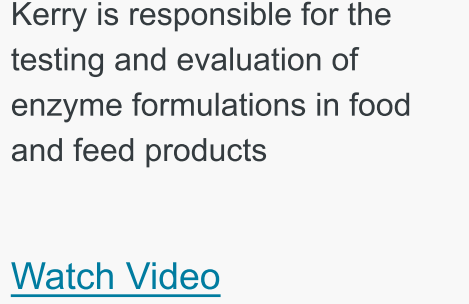 Kerry is responsible for the
testing and evaluation of
enzyme formulations in food
and feed products
Watch Video